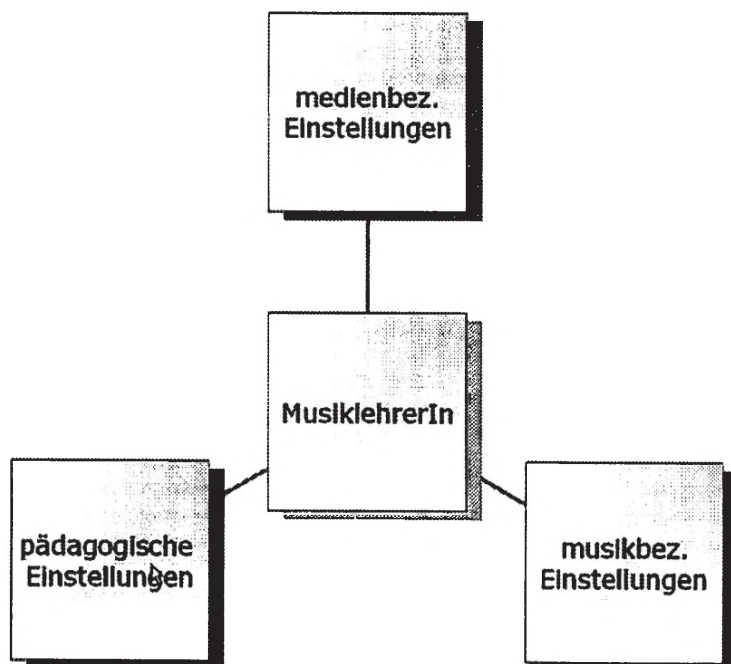 medienbez.
Einstellungen
MusiklehrerIn
pädagogische
Einstellungen
musikbez.
Einstellungen